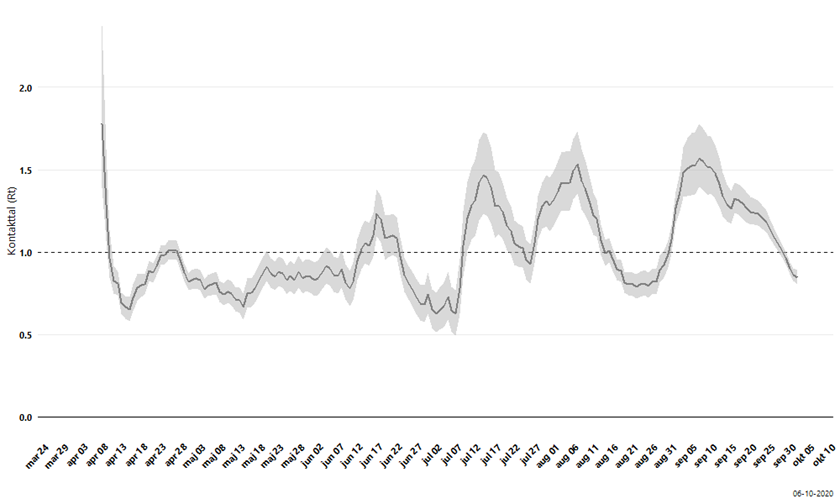 Kontakttal (Rt)
2.0
1.5
1.0
0.5
0.0
mar 24
mar 29
apr 03
apr 08
apr 13
apr 18
apr 23
apr 28
maj 03
maj 08
maj 13
maj 18
maj 23
maj 28
jun 02
jun 07
jun 12
jun 17
jun 22
jun 27
jul 02
jul 07
jul 12
jul 17
jul 22
jul 27
aug 01
aug 06
aug 11
aug 16
aug 21
aug 26
aug 31
sep 05
sep 10
sep 15
sep 20
sep 25
sep 30
okt 05
okt 10
06-10-2020